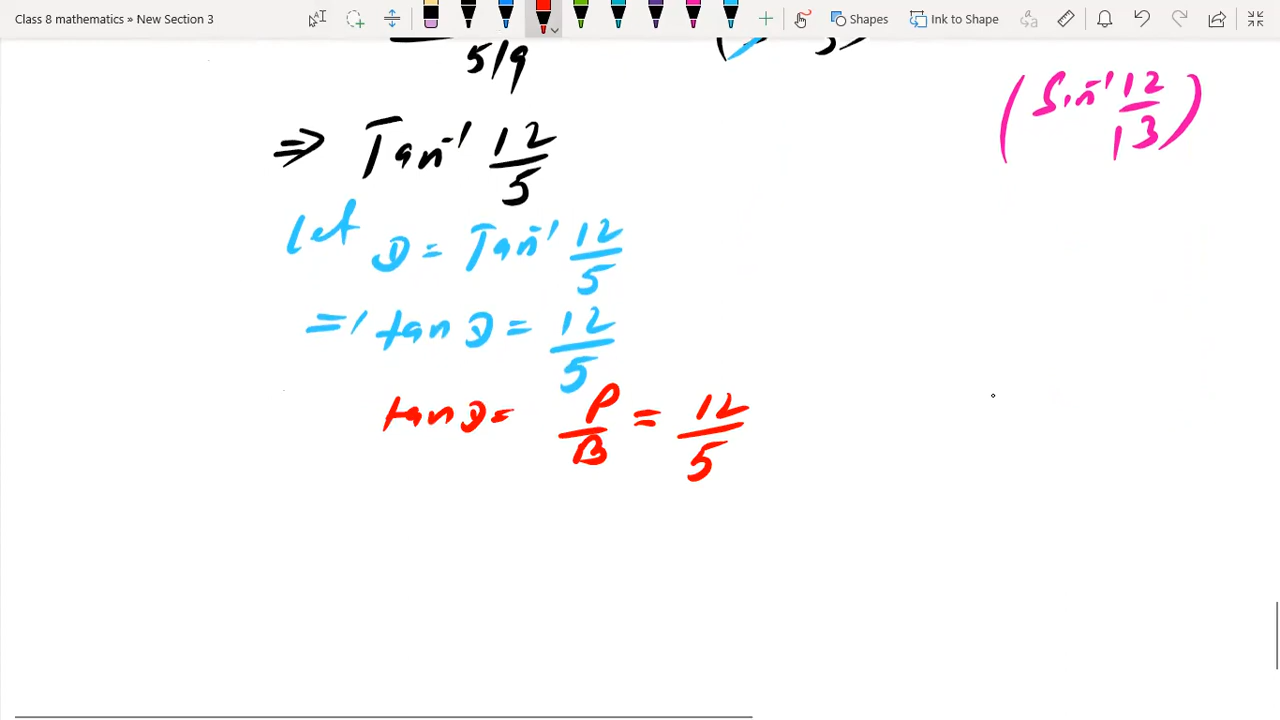 Class 8 mathematics » New Section 3
Shapes
Ink to Shape
5/9
(Sin⁻¹ 12/13)
=> Tan⁻¹ 12/5
let θ = Tan⁻¹ 12/5
=> tan θ = 12/5
tan θ = P/B = 12/5